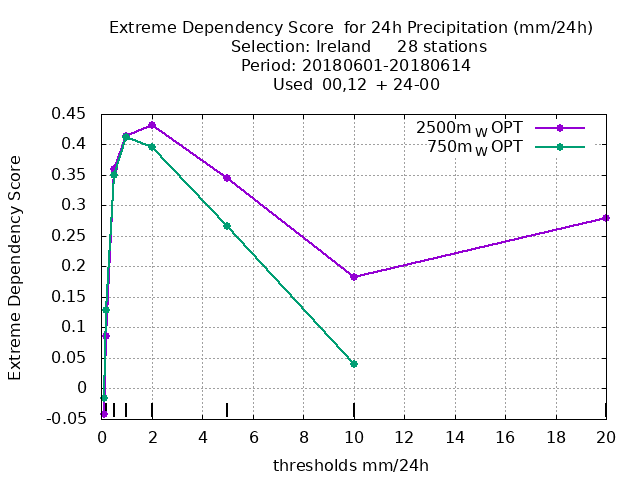 Extreme Dependency Score for 24h Precipitation (mm/24h)
Selection: Ireland 28 stations
Period: 20180601-20180614
Used 00,12 + 24-00
2500m W OPT
750m W OPT
Extreme Dependency Score
0.45
0.4
0.35
0.3
0.25
0.2
0.15
0.1
0.05
0
-0.05
0 2 4 6 8 10 12 14 16 18 20
thresholds mm/24h